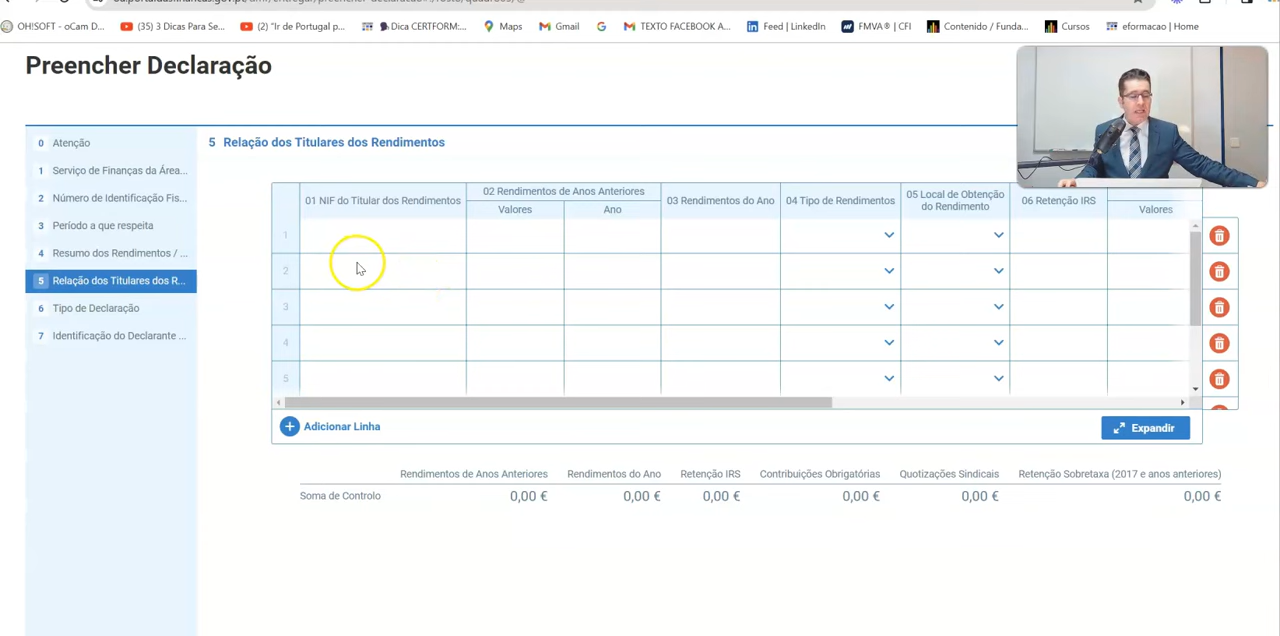 OH!SOFT - oCam D...
(35) 3 Dicas Para Se...
(2) "Ir de Portugal p...
Dica CERTFORM:...
Maps
Gmail
TEXTO FACEBOOK A...
Feed | LinkedIn
FMVA® | CFI
Contenido / Funda...
Cursos
eformacao | Home
Preencher Declaração
0 Atenção
1 Serviço de Finanças da Área...
2 Número de Identificação Fis...
3 Período a que respeita
4 Resumo dos Rendimentos / ...
5 Relação dos Titulares dos R...
6 Tipo de Declaração
7 Identificação do Declarante ...
5 Relação dos Titulares dos Rendimentos
01 NIF do Titular dos Rendimentos
02 Rendimentos de Anos Anteriores
Valores
Ano
03 Rendimentos do Ano
04 Tipo de Rendimentos
05 Local de Obtenção
do Rendimento
06 Retenção IRS
Valores
1
2
3
4
5
Adicionar Linha
Expandir
Rendimentos de Anos Anteriores Rendimentos do Ano Retenção IRS Contribuições Obrigatórias Quotizações Sindicais Retenção Sobretaxa (2017 e anos anteriores)
Soma de Controlo 0,00 € 0,00 € 0,00 € 0,00 € 0,00 € 0,00 €